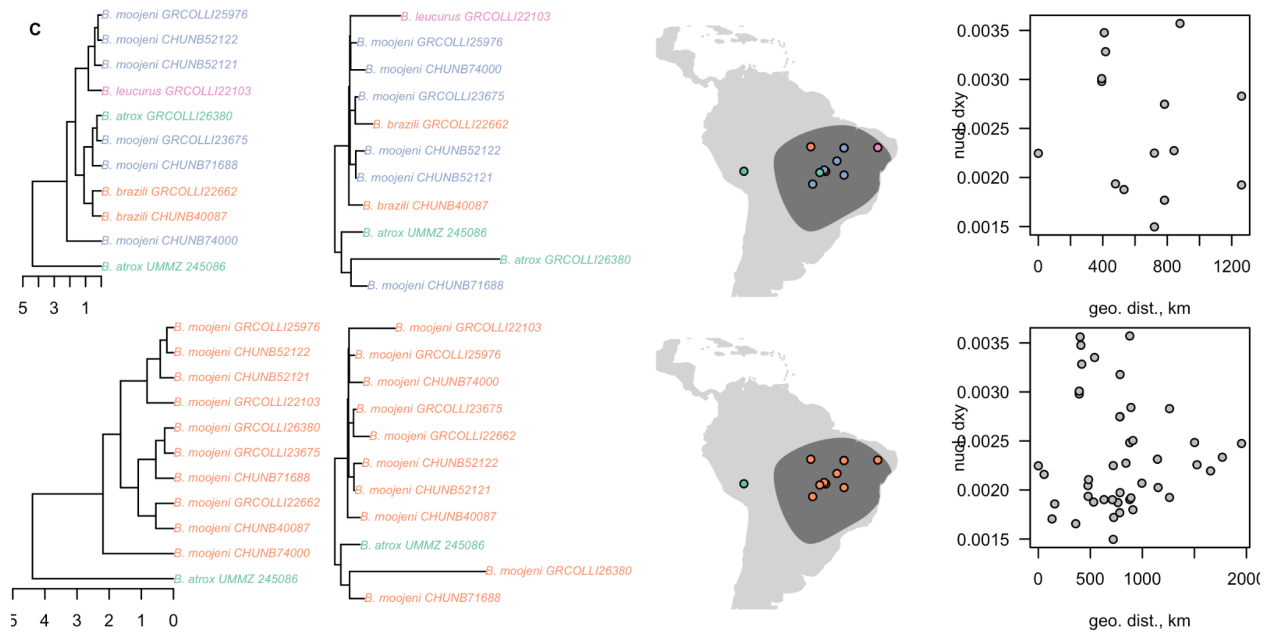 C
B. moojeni GRCOLLI25976
B. moojeni CHUNB52122
B. moojeni CHUNB52121
B. leucurus GRCOLLI22103
B. atrox GRCOLLI26380
B. moojeni GRCOLLI23675
B. moojeni CHUNB71688
B. brazili GRCOLLI22662
B. brazili CHUNB40087
B. moojeni CHUNB74000
B. atrox UMMZ 245086
5 3 1
B. leucurus GRCOLLI22103
B. moojeni GRCOLLI25976
B. moojeni CHUNB74000
B. moojeni GRCOLLI23675
B. brazili GRCOLLI22662
B. moojeni CHUNB52122
B. moojeni CHUNB52121
B. brazili CHUNB40087
B. atrox UMMZ 245086
B. atrox GRCOLLI26380
B. moojeni CHUNB71688
nucl. dxy
0.0035
0.0030
0.0025
0.0020
0.0015
0 400 800 1200
geo. dist., km
B. moojeni GRCOLLI25976
B. moojeni CHUNB52122
B. moojeni CHUNB52121
B. moojeni GRCOLLI22103
B. moojeni GRCOLLI26380
B. moojeni GRCOLLI23675
B. moojeni CHUNB71688
B. moojeni GRCOLLI22662
B. moojeni CHUNB40087
B. moojeni CHUNB74000
B. atrox UMMZ 245086
5 4 3 2 1 0
B. moojeni GRCOLLI22103
B. moojeni GRCOLLI25976
B. moojeni CHUNB74000
B. moojeni GRCOLLI23675
B. moojeni GRCOLLI22662
B. moojeni CHUNB52122
B. moojeni CHUNB52121
B. moojeni CHUNB40087
B. atrox UMMZ 245086
B. moojeni GRCOLLI26380
B. moojeni CHUNB71688
nucl. dxy
0.0035
0.0030
0.0025
0.0020
0.0015
0 500 1000 2000
geo. dist., km